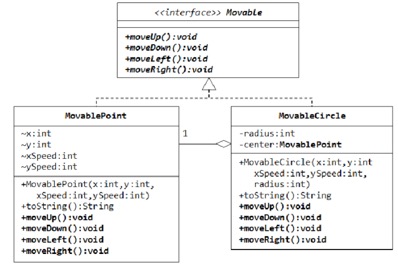 <<interface>> Movable
+moveUp():void
+moveDown():void
+moveLeft():void
+moveRight():void
MovablePoint
~x:int
~y:int
~xSpeed:int
~ySpeed:int
+MovablePoint(x:int,y:int,
xSpeed:int,ySpeed:int)
+toString():String
+moveUp():void
+moveDown():void
+moveLeft():void
+moveRight():void
1
MovableCircle
-radius:int
-center:MovablePoint
+MovableCircle(x:int,y:int
xSpeed:int,ySpeed:int,
radius:int)
+toString():String
+moveUp():void
+moveDown():void
+moveLeft():void
+moveRight():void